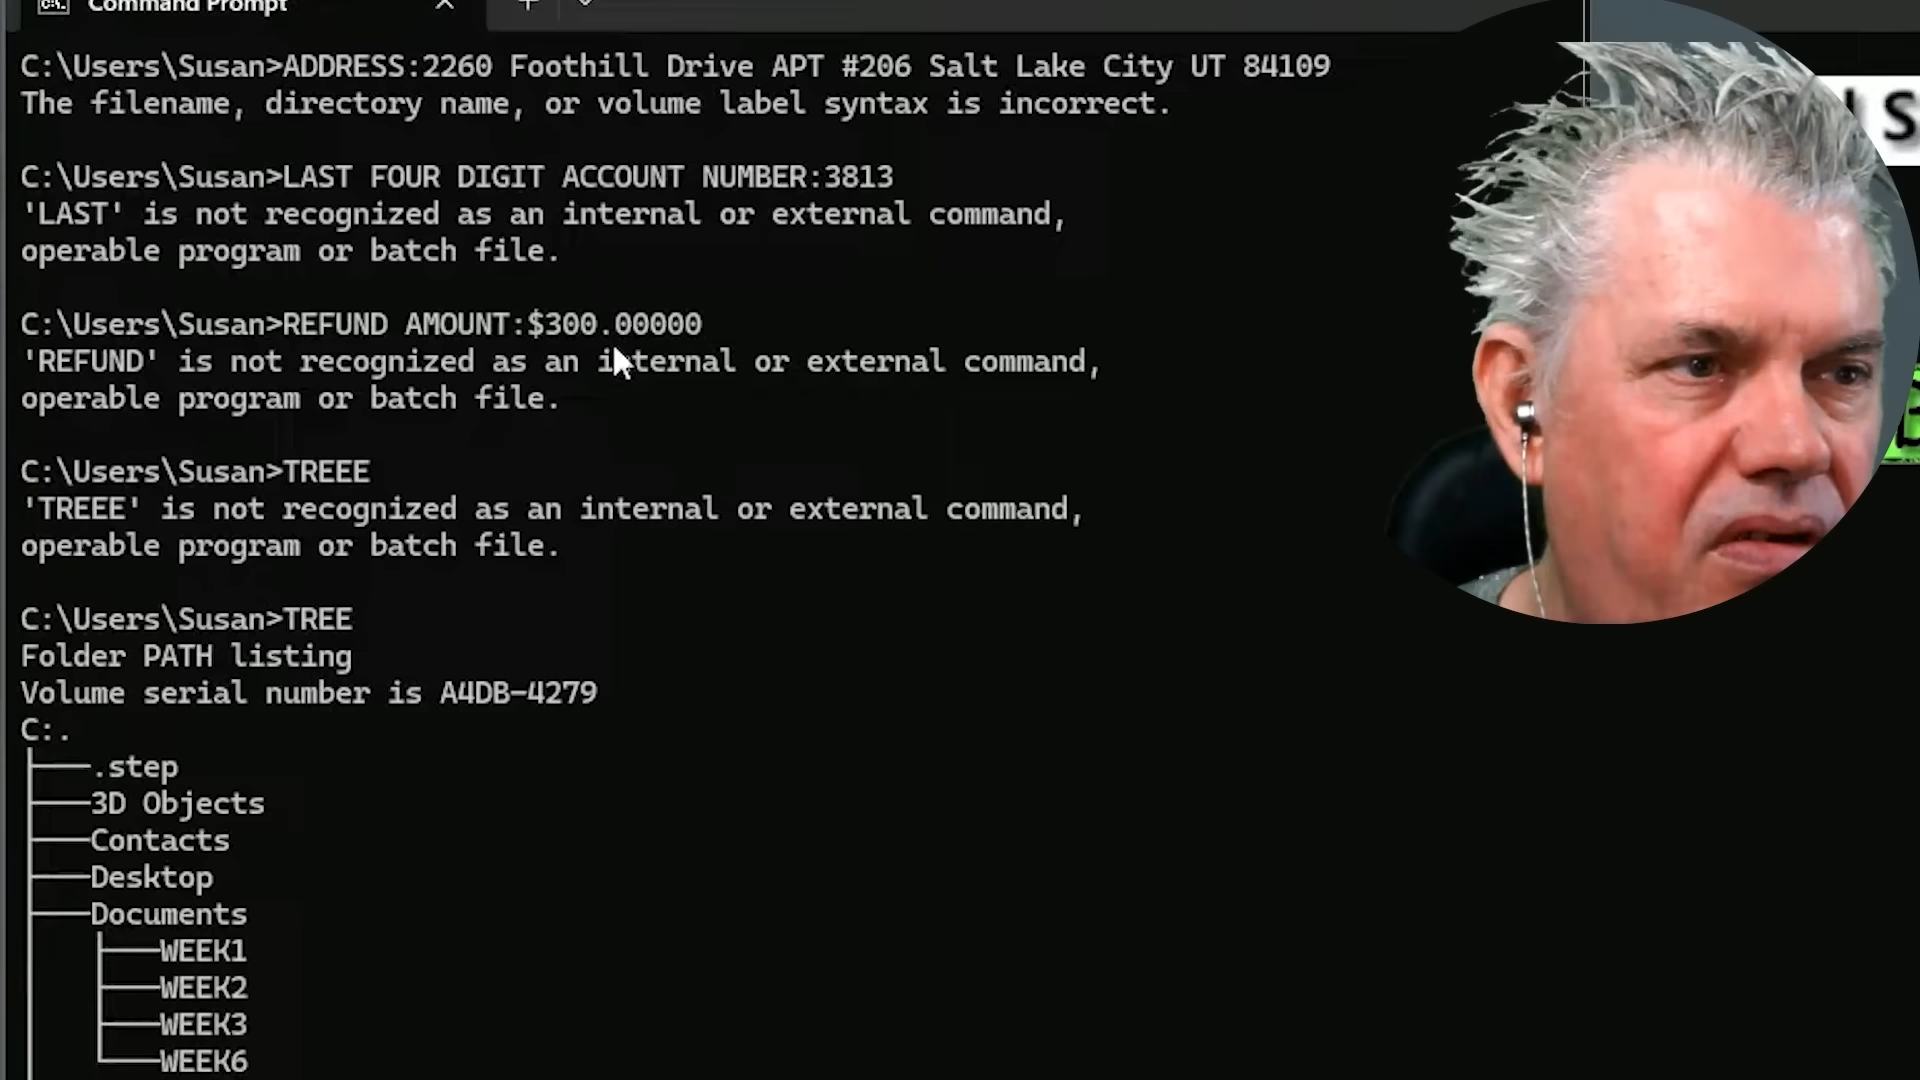 Command Prompt
C:\Users\Susan>ADDRESS:2260 Foothill Drive APT #206 Salt Lake City UT 84109
The filename, directory name, or volume label syntax is incorrect.
C:\Users\Susan>LAST FOUR DIGIT ACCOUNT NUMBER:3813
'LAST' is not recognized as an internal or external command,
operable program or batch file.
C:\Users\Susan>REFUND AMOUNT:$300.00000
'REFUND' is not recognized as an internal or external command,
operable program or batch file.
C:\Users\Susan>TREEE
'TREEE' is not recognized as an internal or external command,
operable program or batch file.
C:\Users\Susan>TREE
Folder PATH listing
Volume serial number is A4DB-4279
C:.
.step
3D Objects
Contacts
Desktop
Documents
WEEK1
WEEK2
WEEK3
WEEK6